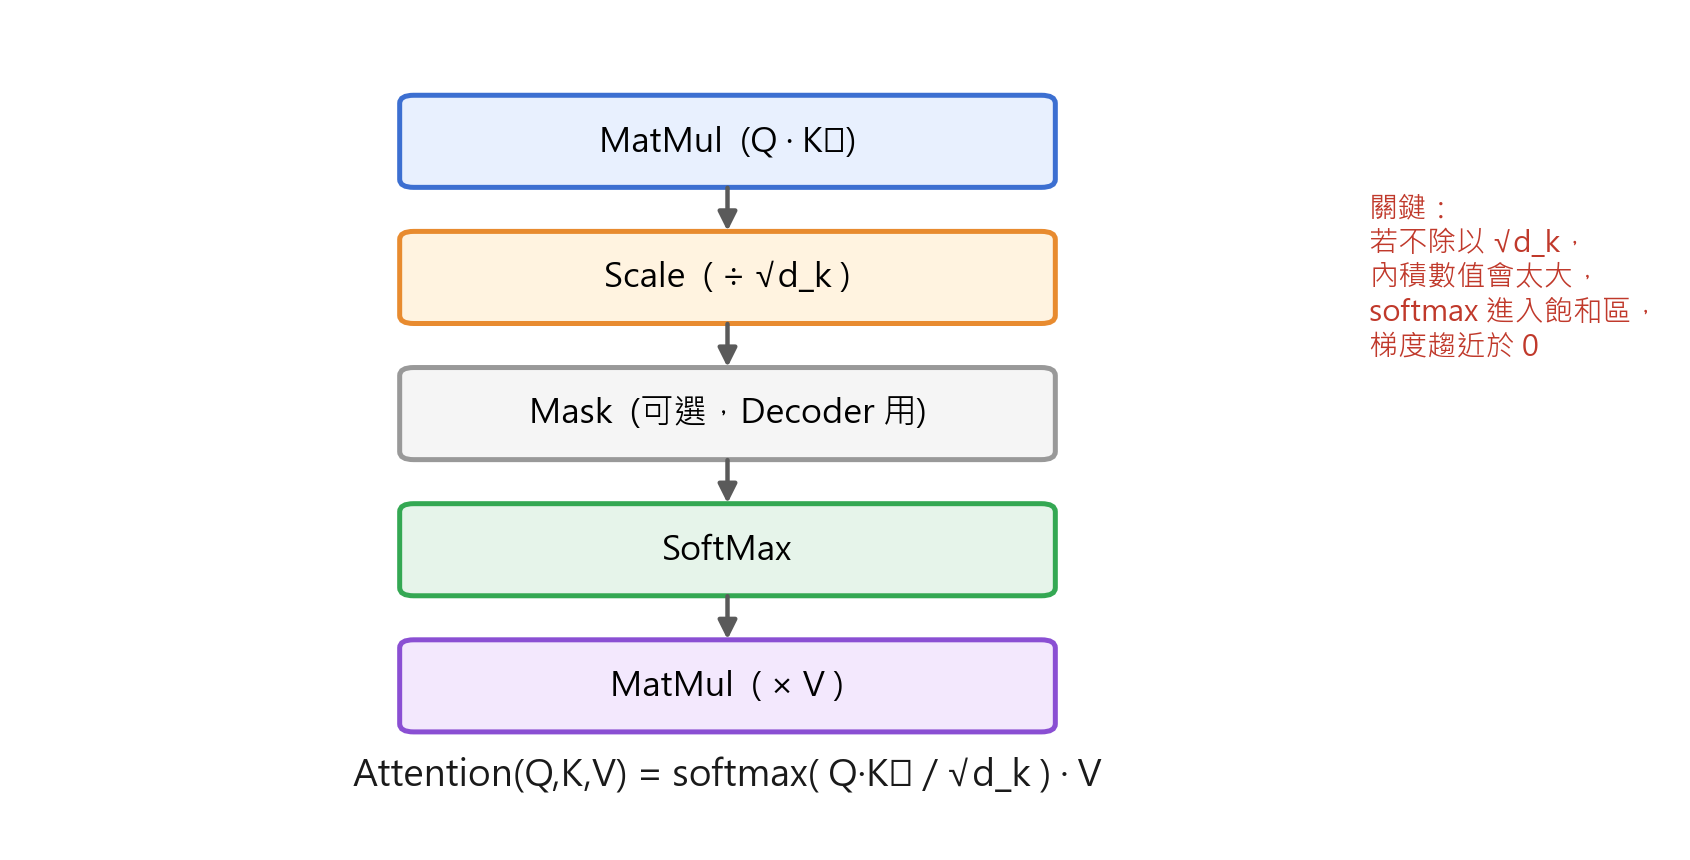 MatMul (Q · K□)
Scale ( ÷ √d_k )
Mask (可選，Decoder 用)
SoftMax
MatMul ( × V )
Attention(Q,K,V) = softmax( Q·K□ / √d_k ) · V
關鍵：
若不除以 √d_k，
內積數值會太大，
softmax 進入飽和區，
梯度趨近於 0